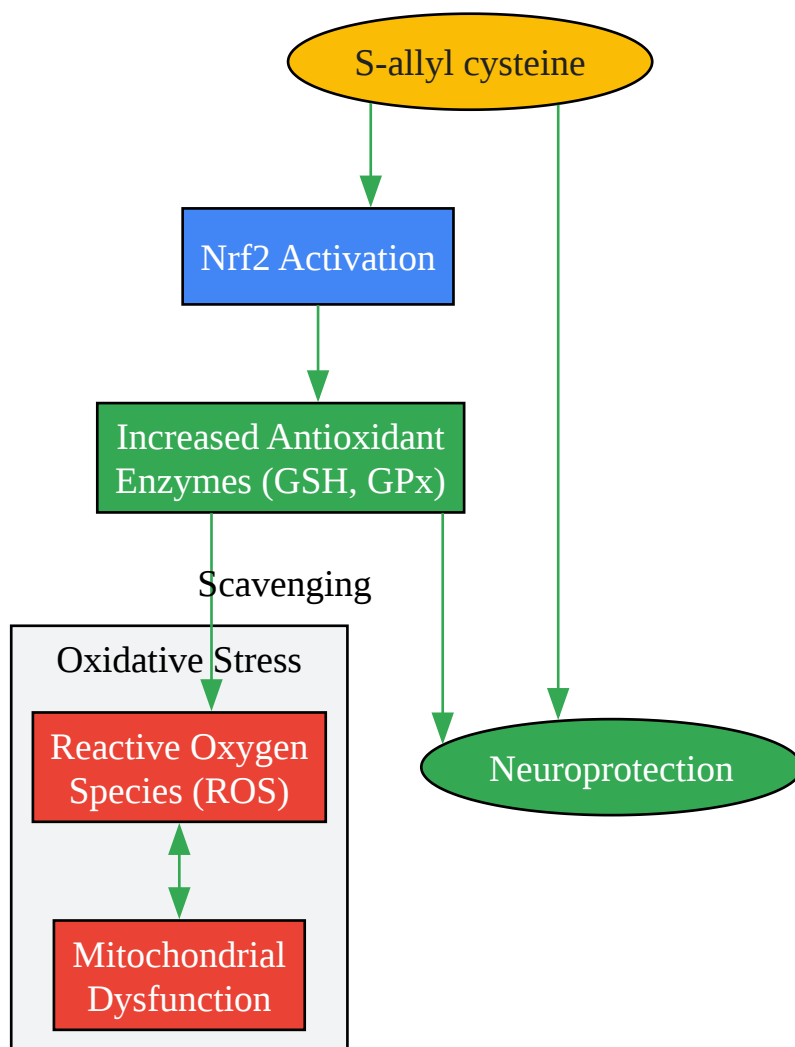 S-allyl cysteine
Nrf2 Activation
Increased Antioxidant
Enzymes (GSH, GPx)
Scavenging
Oxidative Stress
Reactive Oxygen
Species (ROS)
Neuroprotection
Mitochondrial
Dysfunction